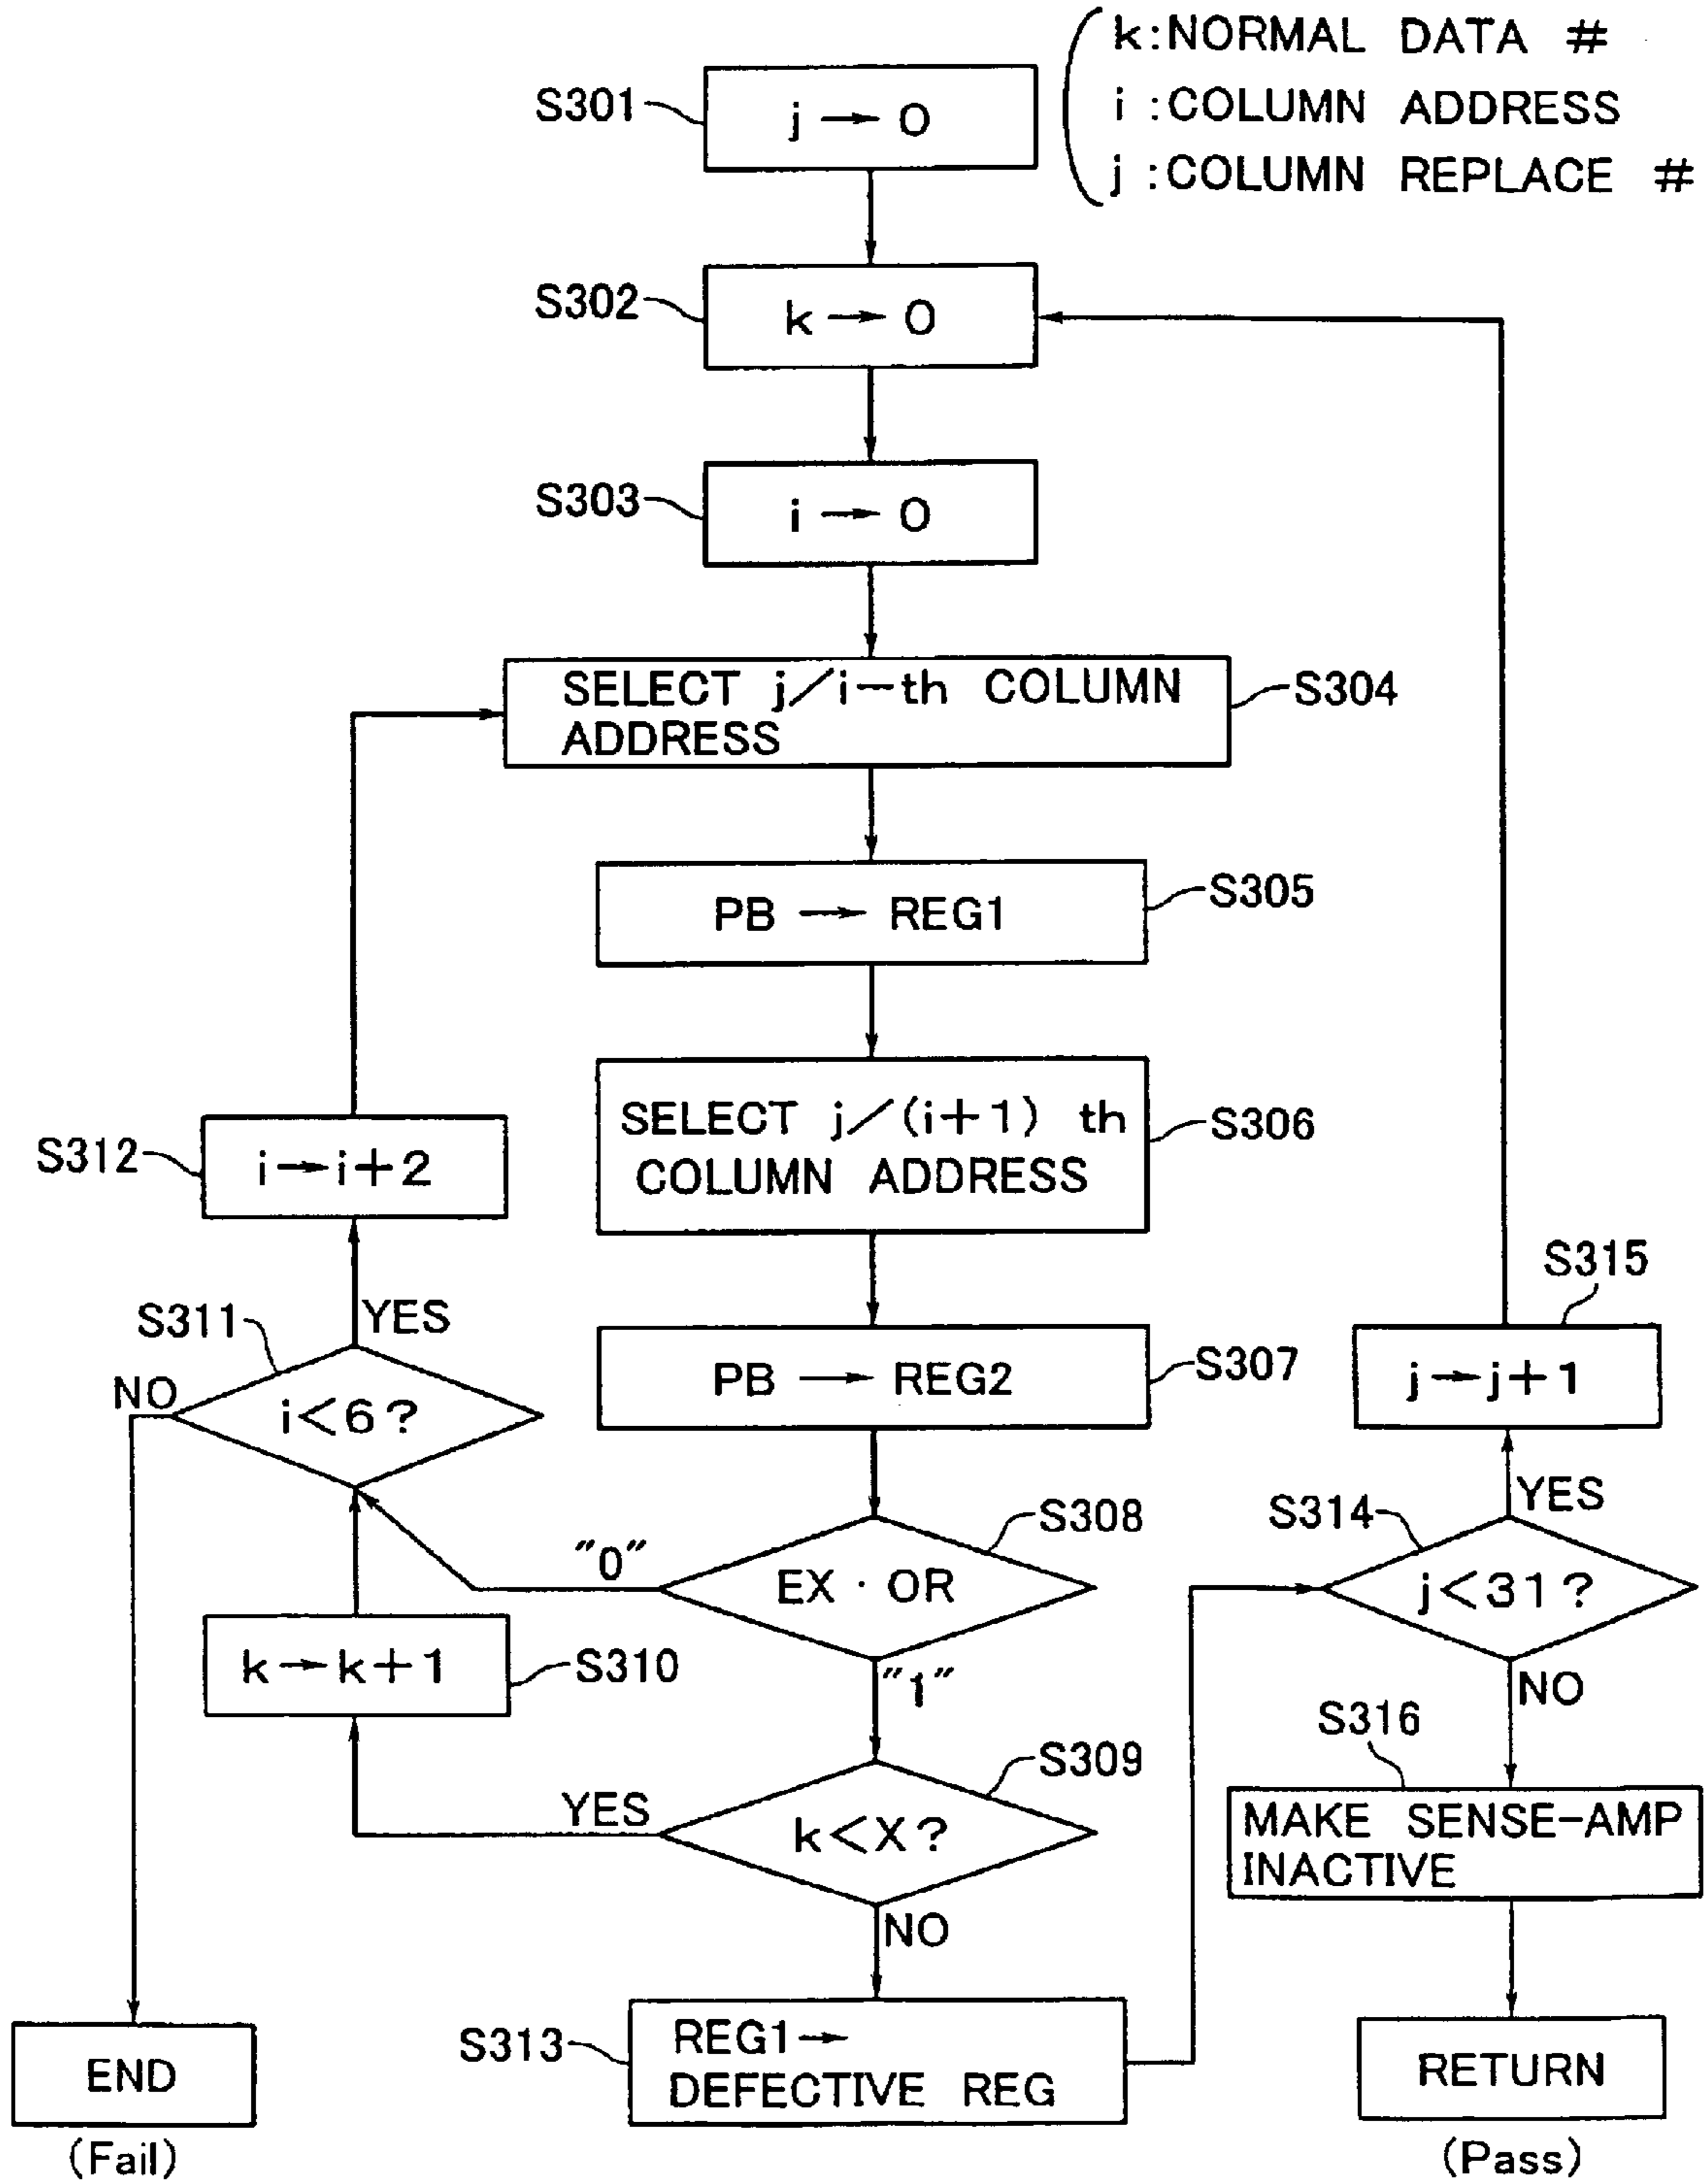 k:NORMAL DATA #
i:COLUMN ADDRESS
j:COLUMN REPLACE #
S301
j→0
S302
k→0
S303
i→0
SELECT j/i-th COLUMN
ADDRESS
S304
PB→REG1
S305
SELECT j/(i+1) th
COLUMN ADDRESS
S306
S312
i→i+2
PB→REG2
S307
S311
YES
NO
i<6?
S315
j→j+1
"0"
EX·OR
S308
"1"
S314
YES
j<31?
NO
k→k+1
S310
YES
k<X?
S309
NO
S316
MAKE SENSE-AMP
INACTIVE
S313
REG1→
DEFECTIVE REG
END
(Fail)
RETURN
(Pass)